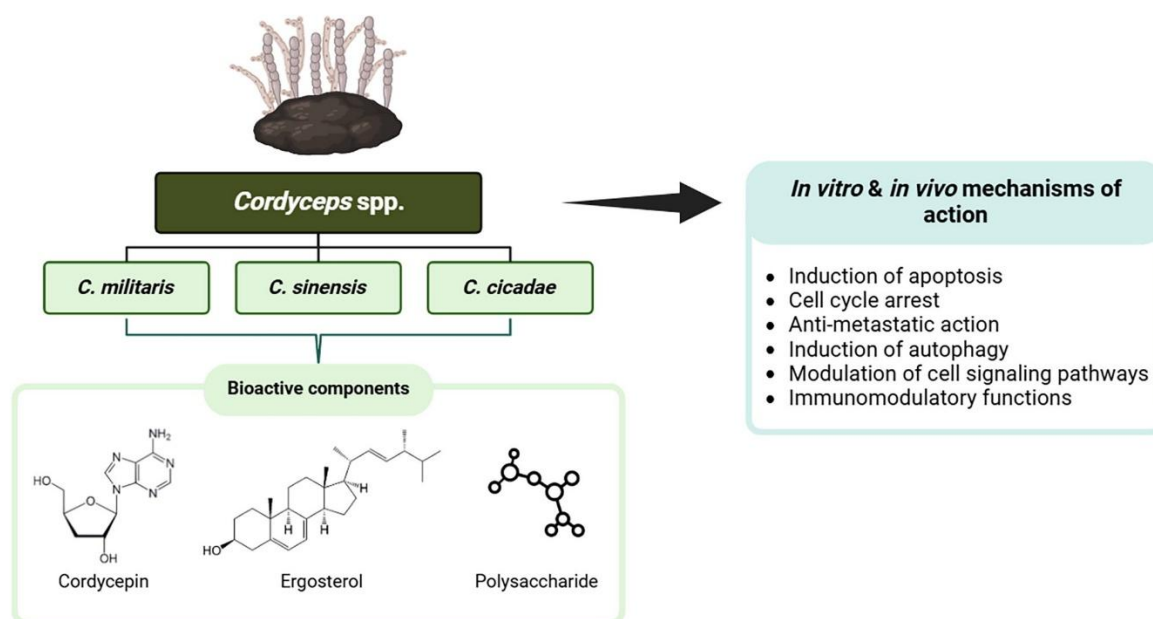 Cordyceps spp.
C. militaris
C. sinensis
C. cicadae
Bioactive components
NH₂
N
N
N
N
HO
O
OH
Cordycepin
H
H
H
HO
Ergosterol
Polysaccharide
In vitro & in vivo mechanisms of
action
• Induction of apoptosis
• Cell cycle arrest
• Anti-metastatic action
• Induction of autophagy
• Modulation of cell signaling pathways
• Immunomodulatory functions